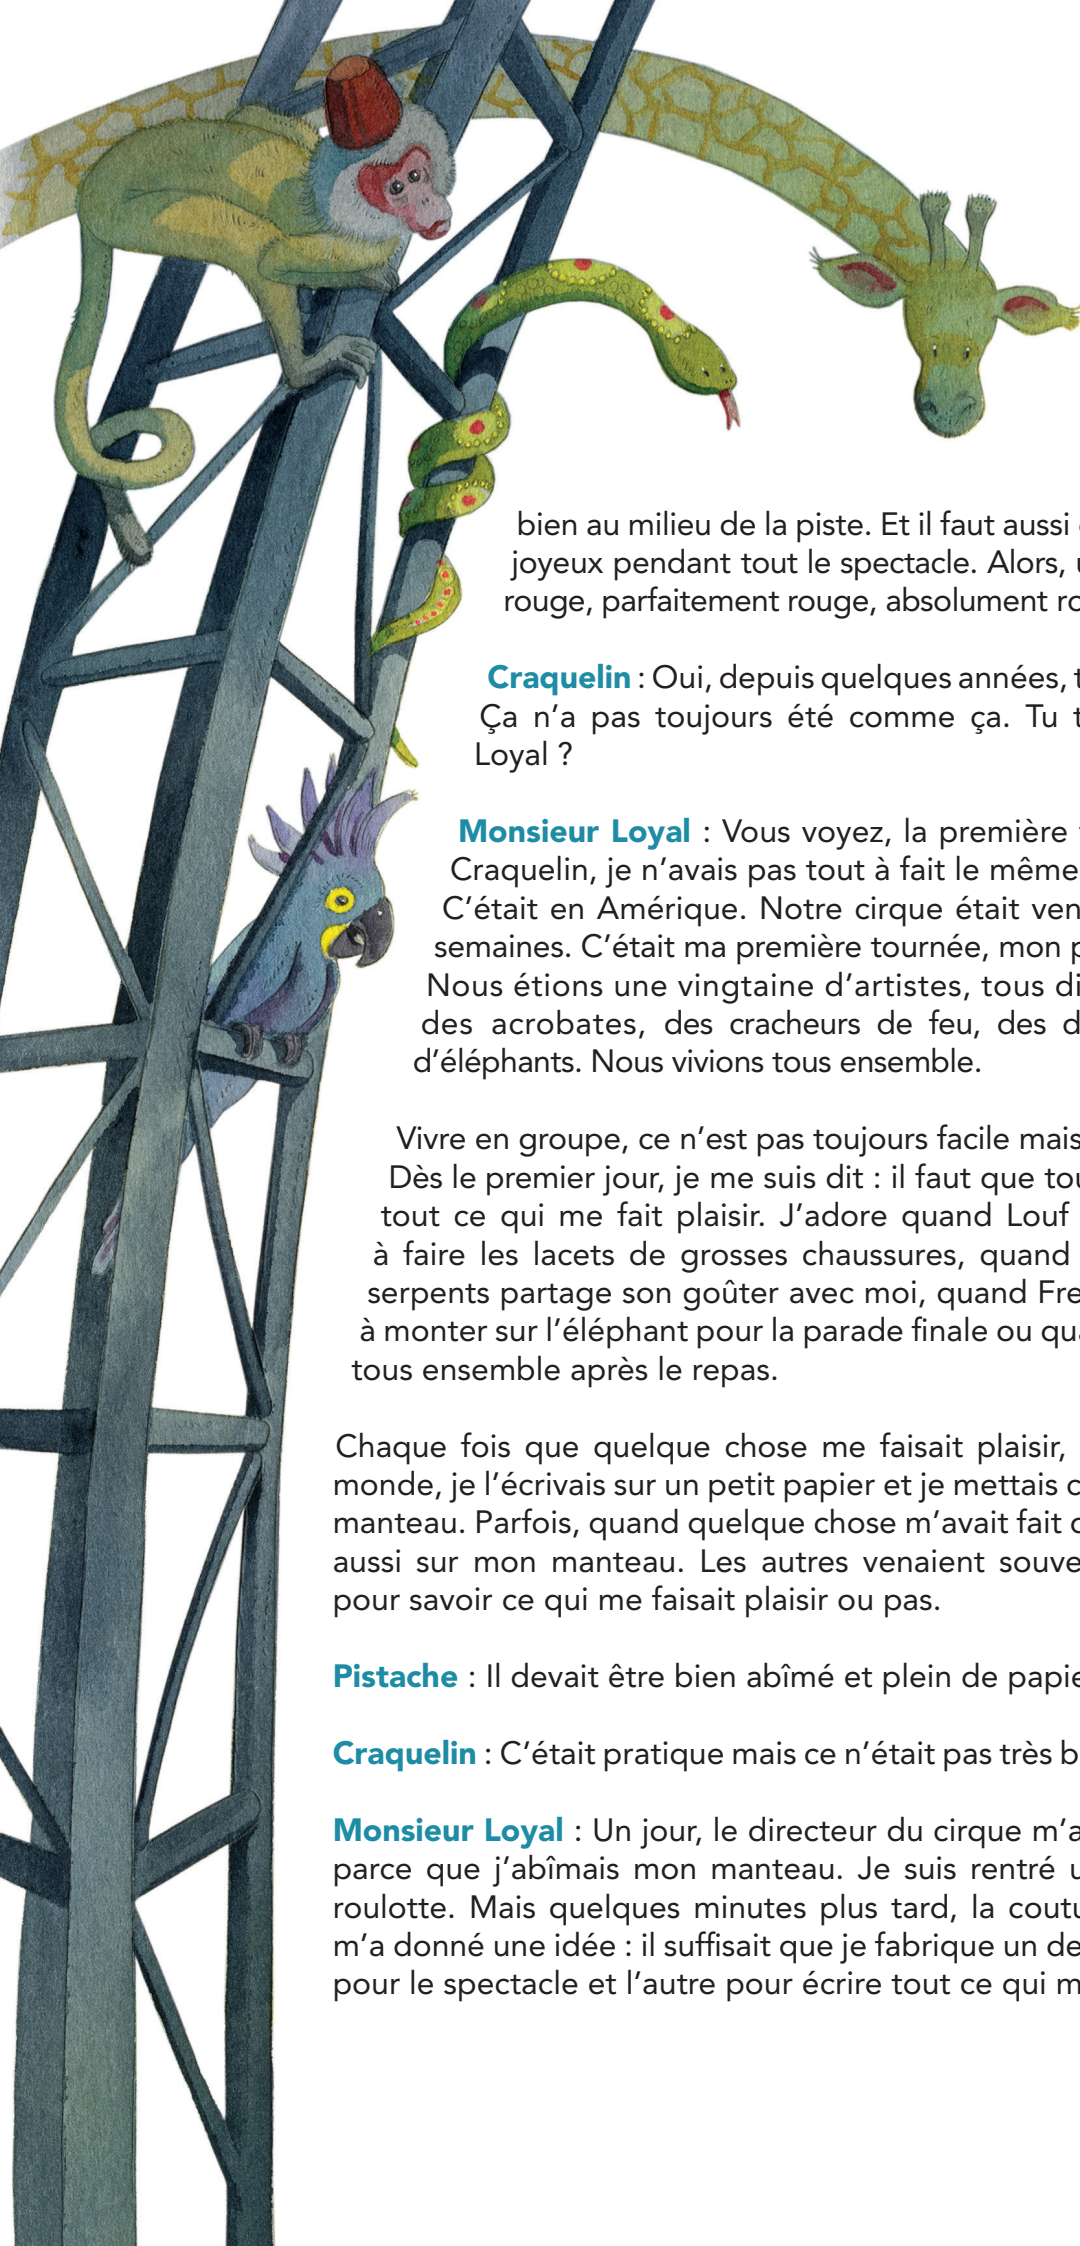 bien au milieu de la piste. Et il faut aussi
joyeux pendant tout le spectacle. Alors,
rouge, parfaitement rouge, absolument
Craquelin : Oui, depuis quelques années,
Ça n’a pas toujours été comme ça. Tu
Loyal ?
Monsieur Loyal : Vous voyez, la première
Craquelin, je n’avais pas tout à fait le même
C’était en Amérique. Notre cirque était
semaines. C’était ma première tournée, mon
Nous étions une vingtaine d’artistes, tous
des acrobates, des cracheurs de feu, des
d’éléphants. Nous vivions tous ensemble.
Vivre en groupe, ce n’est pas toujours facile mais
Dès le premier jour, je me suis dit : il faut que
tout ce qui me fait plaisir. J’adore quand Louf
à faire les lacets de grosses chaussures, quand
serpents partage son goûter avec moi, quand
à monter sur l’éléphant pour la parade finale ou
tous ensemble après le repas.
Chaque fois que quelque chose me faisait plaisir,
monde, je l’écrivais sur un petit papier et je mettais
manteau. Parfois, quand quelque chose m’avait fait
aussi sur mon manteau. Les autres venaient
pour savoir ce qui me faisait plaisir ou pas.
Pistache : Il devait être bien abîmé et plein de
Craquelin : C’était pratique mais ce n’était pas très
Monsieur Loyal : Un jour, le directeur du cirque
parce que j’abîmais mon manteau. Je suis rentré
roulotte. Mais quelques minutes plus tard, la
m’a donné une idée : il suffisait que je fabrique un
pour le spectacle et l’autre pour écrire tout ce qui